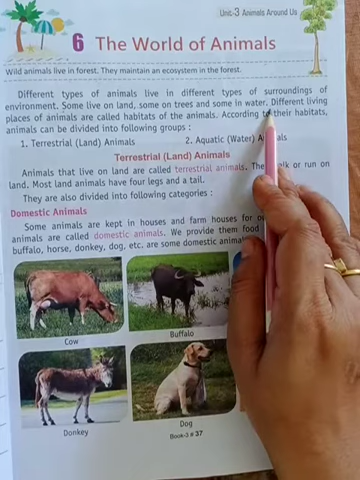 Unit-3 Animals Around Us
6 The World of Animals
Wild animals live in forest. They maintain an ecosystem in the forest.
Different types of animals live in different types of surroundings of
environment. Some live on land, some on trees and some in water. Different living
places of animals are called habitats of the animals. According to their habitats,
animals can be divided into following groups :
1. Terrestrial (Land) Animals 2. Aquatic (Water) Animals
Terrestrial (Land) Animals
Animals that live on land are called terrestrial animals. or run on
land. Most land animals have four legs and a tail.
They are also divided into following categories :
Domestic Animals
Some animals are kept in houses and farm houses for
animals are called domestic animals. We provide them food
buffalo, horse, donkey, dog, etc. are some domestic
Cow
Buffalo
Donkey
Dog
Book-3 # 37